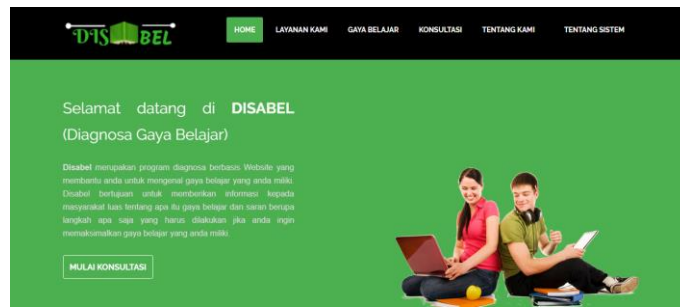 DISABEL
HOME LAYANAN KAMI GAYA BELAJAR KONSULTASI TENTANG KAMI TENTANG SISTEM
Selamat datang di DISABEL
(Diagnosa Gaya Belajar)
Disabel merupakan program diagnosa berbasis Website yang
membantu anda untuk mengenal gaya belajar yang anda miliki.
Disabel bertujuan untuk memberikan informasi kepada
masyarakat luas tentang apa itu gaya belajar dan saran berupa
langkah apa saja yang harus dilakukan jika anda ingin
memaksimalkan gaya belajar yang anda miliki.
MULAI KONSULTASI